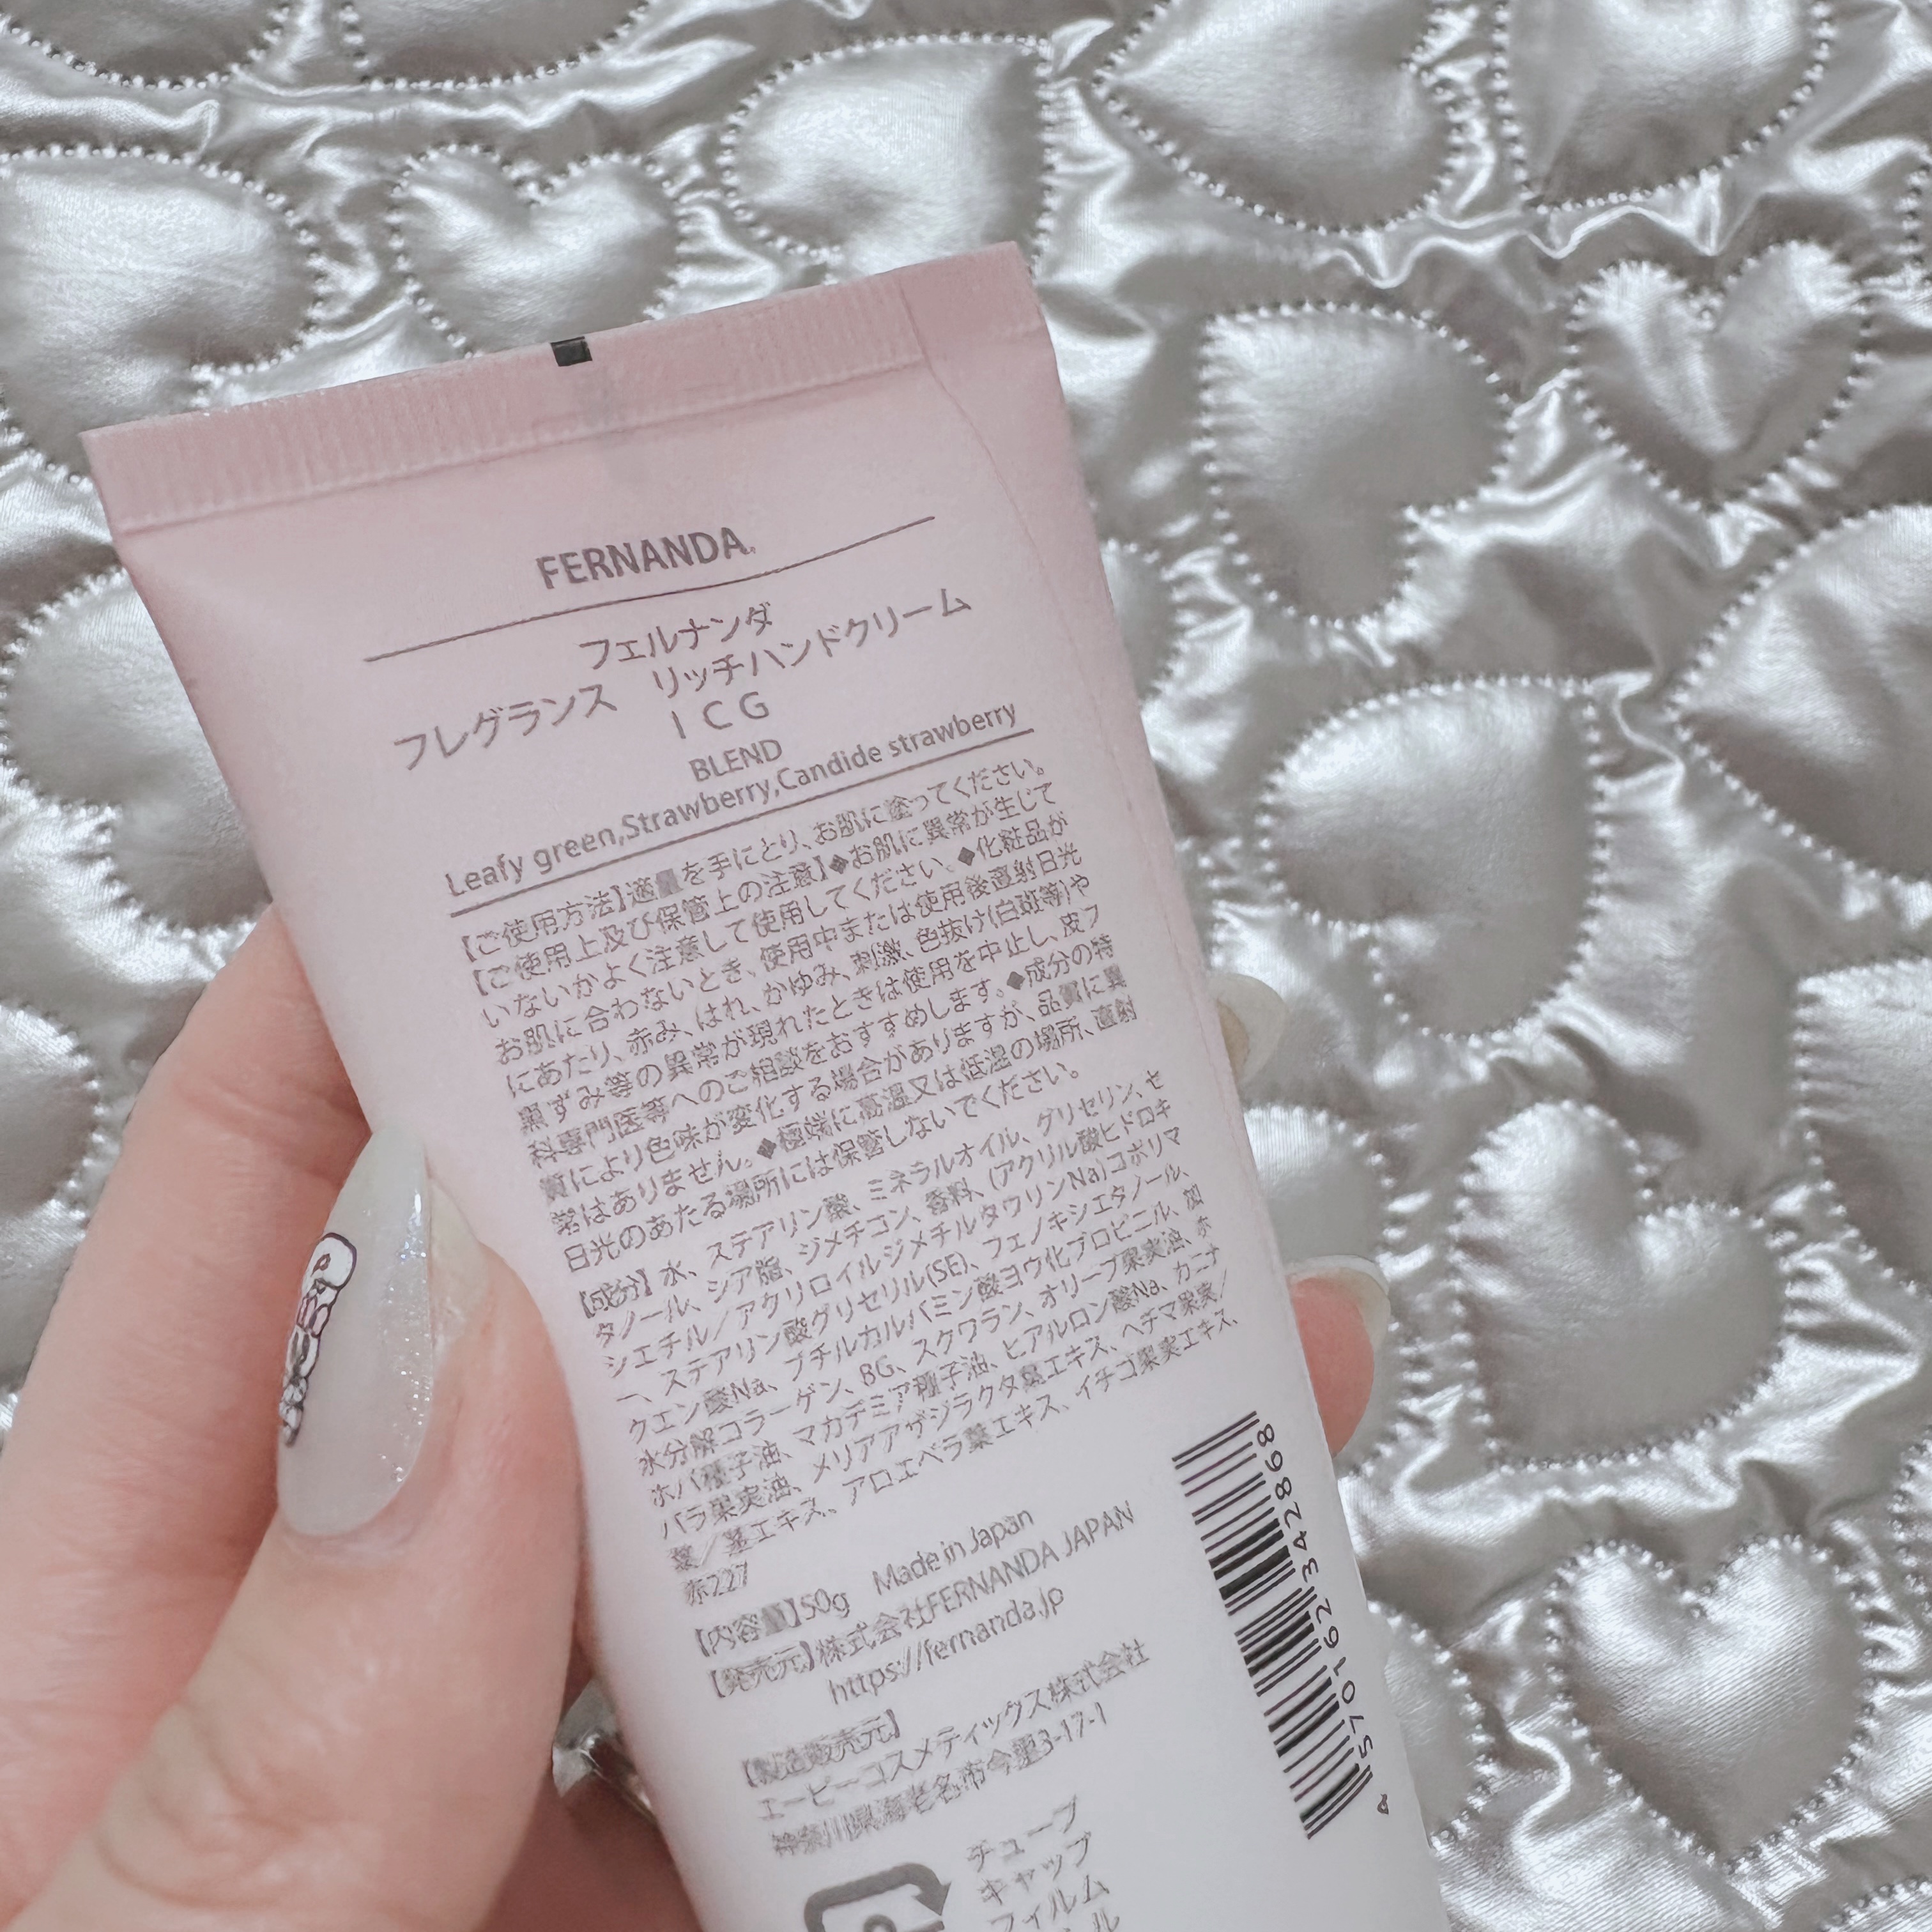 FERNANDA
フェルナンダ
フレグランス リッチハンドクリーム
ICG
BLEND
Leafy green,Strawberry,Candide strawberry
【ご使用方法】適量を手にとり、お肌に塗ってください。
【ご使用上及び保管上の注意】◆お肌に異常が生じて
いないかよく注意して使用してください。◆化粧品が
お肌に合わないとき、使用中または使用後直射日光
にあたり、赤み、はれ、かゆみ、刺激、色抜け(白斑等)や
黒ずみ等の異常が現れたときは使用を中止し、皮フ
科専門医等へのご相談をおすすめします。◆成分の特
質により色味が変化する場合がありますが、品質に異
常はありません。◆極端に高温又は低温の場所、直射
日光のあたる場所には保管しないでください。
【成分】水、ステアリン酸、ミネラルオイル、グリセリン、セ
タノール、シア脂、ジメチコン、香料、(アクリル酸ヒドロキ
シエチル/アクリロイルジメチルタウリンNa)コポリマ
ー、ステアリン酸グリセリル(SE)、フェノキシエタノール、
クエン酸Na、ブチルカルバミン酸ヨウ化プロピニル、加
水分解コラーゲン、BG、スクワラン、オリーブ果実油、ホ
ホバ種子油、マカデミア種子油、ヒアルロン酸Na、カニナ
バラ果実油、メリアアザジラクタ葉エキス、ヘチマ果実/
葉/茎エキス、アロエベラ葉エキス、イチゴ果実エキス、
赤227
【内容量】50g Made in Japan
【発売元】株式会社FERNANDA JAPAN
https://fernanda.jp
【製造販売元】
エービーコスメティックス株式会社
神奈川県海老名市今里3-17-1
チューブ
キャップ
フィルム
4 570162 342868